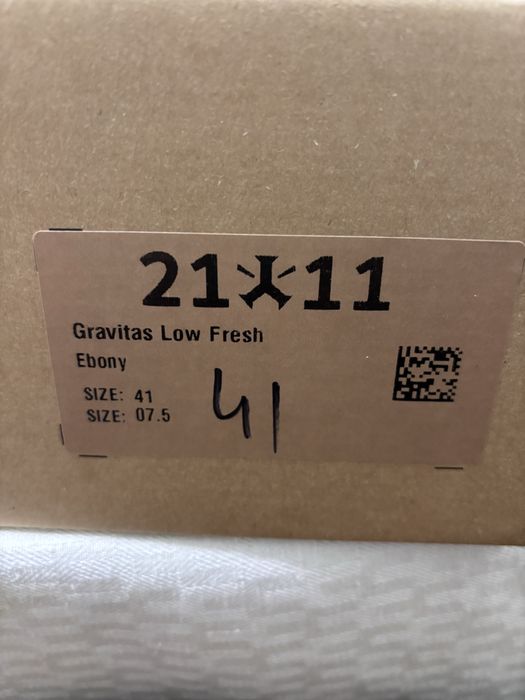 21 11
Gravitas Low Fresh
Ebony
SIZE: 41
SIZE: 07.5
41